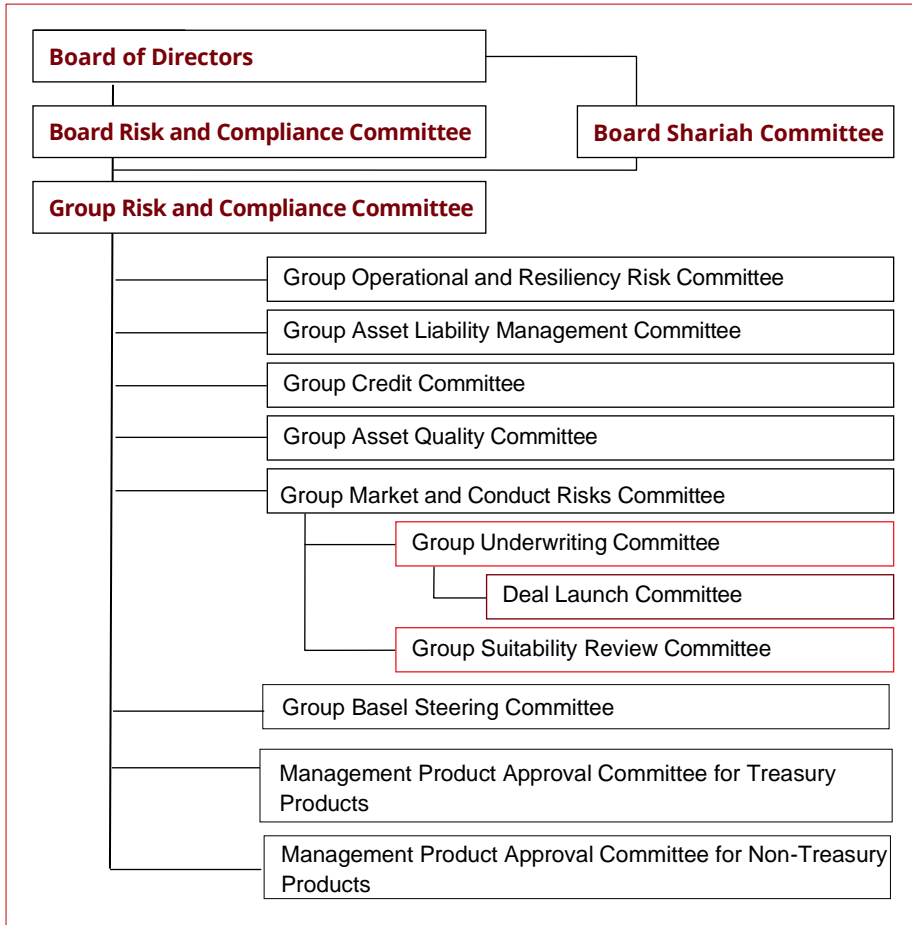 Board of Directors
Board Risk and Compliance Committee
Board Shariah Committee
Group Risk and Compliance Committee
Group Operational and Resiliency Risk Committee
Group Asset Liability Management Committee
Group Credit Committee
Group Asset Quality Committee
Group Market and Conduct Risks Committee
Group Underwriting Committee
Deal Launch Committee
Group Suitability Review Committee
Group Basel Steering Committee
Management Product Approval Committee for Treasury
Products
Management Product Approval Committee for Non-Treasury
Products